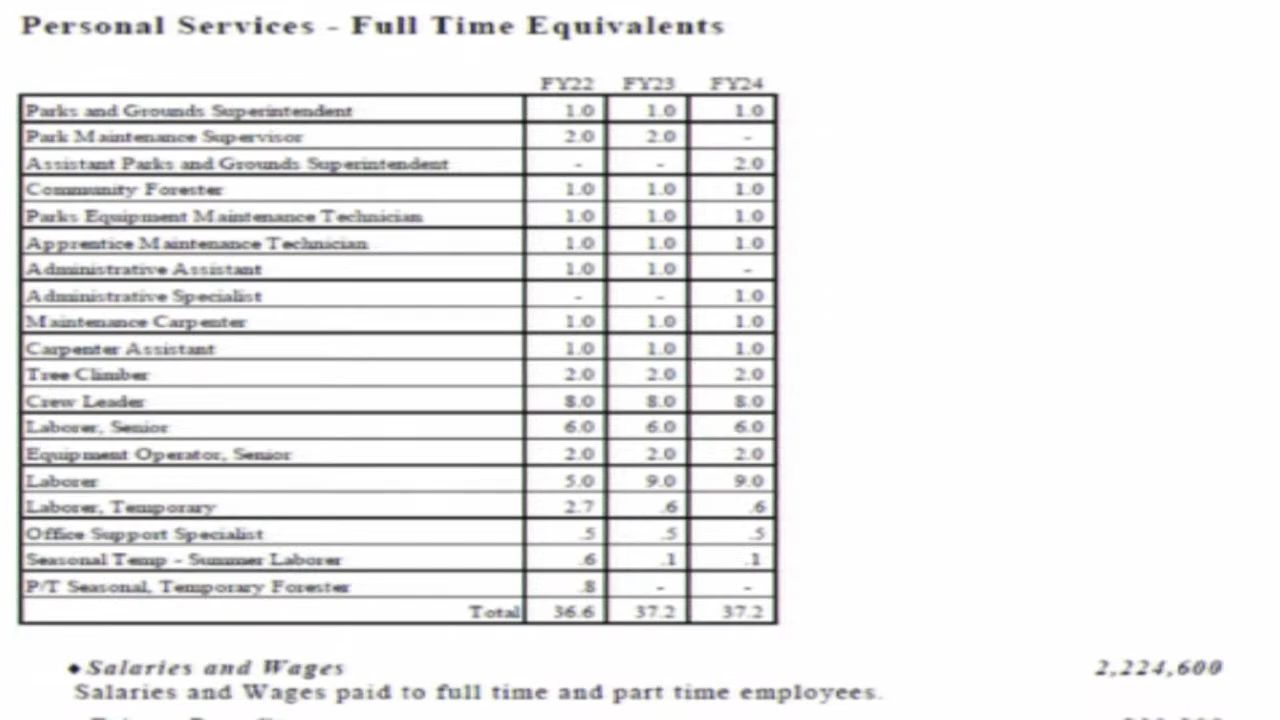 Personal Services - Full Time Equivalents
FY22 FY23 FY24
Parks and Grounds Superintendent 1.0 1.0 1.0
Park Maintenance Supervisor 2.0 2.0 -
Assistant Parks and Grounds Superintendent - - 2.0
Community Forester 1.0 1.0 1.0
Parks Equipment Maintenance Technician 1.0 1.0 1.0
Apprentice Maintenance Technician 1.0 1.0 1.0
Administrative Assistant 1.0 1.0 -
Administrative Specialist - - 1.0
Maintenance Carpenter 1.0 1.0 1.0
Carpenter Assistant 1.0 1.0 1.0
Tree Climber 2.0 2.0 2.0
Crew Leader 8.0 8.0 8.0
Laborer, Senior 6.0 6.0 6.0
Equipment Operator, Senior 2.0 2.0 2.0
Laborer 5.0 9.0 9.0
Laborer, Temporary 2.7 .6 .6
Office Support Specialist .5 .5 .5
Seasonal Temp - Summer Laborer .6 .1 .1
P/T Seasonal, Temporary Forester .8 - -
Total 36.6 37.2 37.2
• Salaries and Wages 2,224,600
Salaries and Wages paid to full time and part time employees.